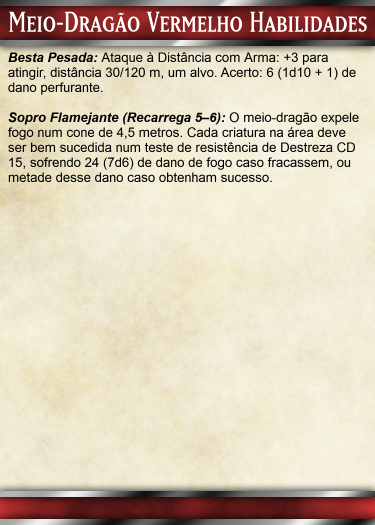 Meio-Dragão Vermelho Habilidades
Besta Pesada: Ataque à Distância com Arma: +3 para
atingir, distância 30/120 m, um alvo. Acerto: 6 (1d10 + 1) de
dano perfurante.
Sopro Flamejante (Recarrega 5–6): O meio-dragão expele
fogo num cone de 4,5 metros. Cada criatura na área deve
ser bem sucedida num teste de resistência de Destreza CD
15, sofrendo 24 (7d6) de dano de fogo caso fracassem, ou
metade desse dano caso obtenham sucesso.